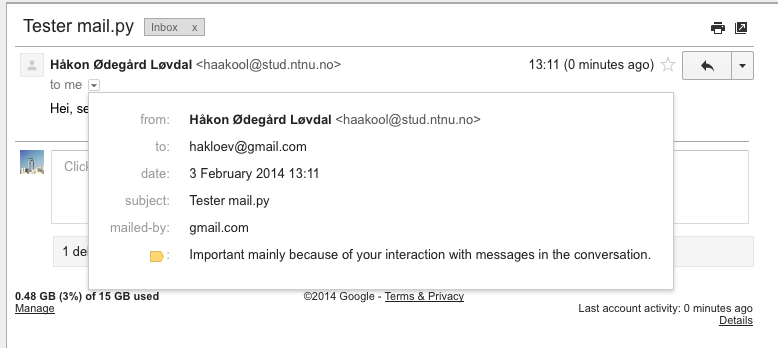 Tester mail.py Inbox x
Håkon Ødegård Løvdal <haakool@stud.ntnu.no> 13:11 (0 minutes ago)
to me
Hei, se
from: Håkon Ødegård Løvdal <haakool@stud.ntnu.no>
to: hakloev@gmail.com
date: 3 February 2014 13:11
subject: Tester mail.py
mailed-by: gmail.com
: Important mainly because of your interaction with messages in the conversation.
Clic
1 del
0.48 GB (3%) of 15 GB used
Manage
©2014 Google - Terms & Privacy
Last account activity: 0 minutes ago
Details